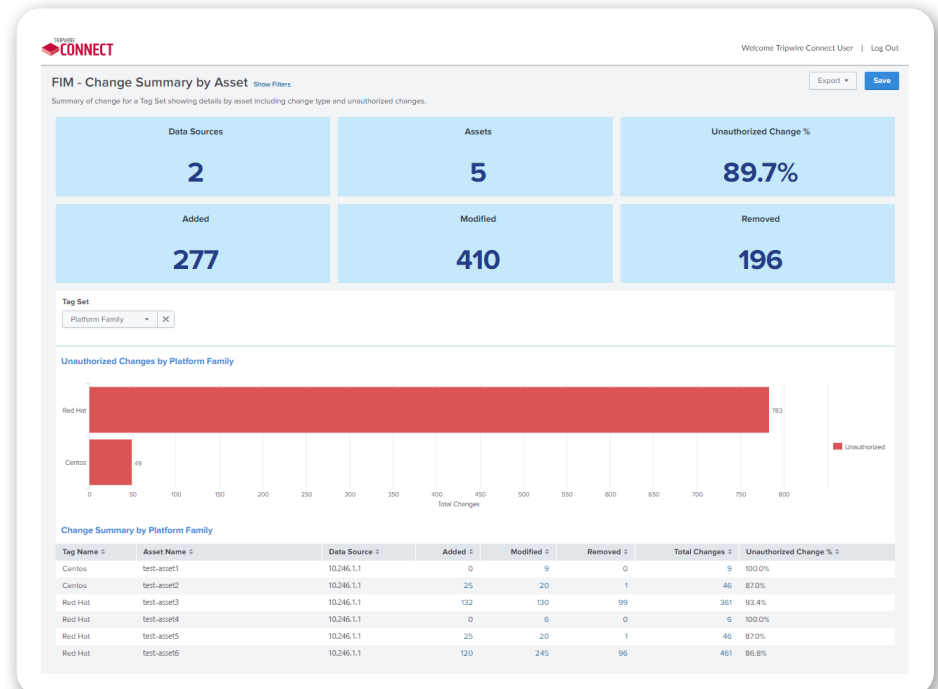 TRIPWIRE
CONNECT
Welcome Tripwire Connect User | Log Out
FIM - Change Summary by Asset Show Filters
Export Save
Summary of change for a Tag Set showing details by asset including change type and unauthorized changes.
Data Sources Assets Unauthorized Change %
2 5 89.7%
Added Modified Removed
277 410 196
Tag Set
Platform Family
Unauthorized Changes by Platform Family
Red Hat 783
Unauthorized
Centos 49
0 50 100 150 200 250 300 350 400 450 500 550 600 650 700 750 800
Total Changes
Change Summary by Platform Family
Tag Name Asset Name Data Source Added Modified Removed Total Changes Unauthorized Change %
Centos test-asset1 10.246.1.1 0 9 0 9 100.0%
Centos test-asset2 10.246.1.1 25 20 1 46 87.0%
Red Hat test-asset3 10.246.1.1 132 130 99 361 93.4%
Red Hat test-asset4 10.246.1.1 0 6 0 6 100.0%
Red Hat test-asset5 10.246.1.1 25 20 1 46 87.0%
Red Hat test-asset6 10.246.1.1 120 245 96 461 86.8%